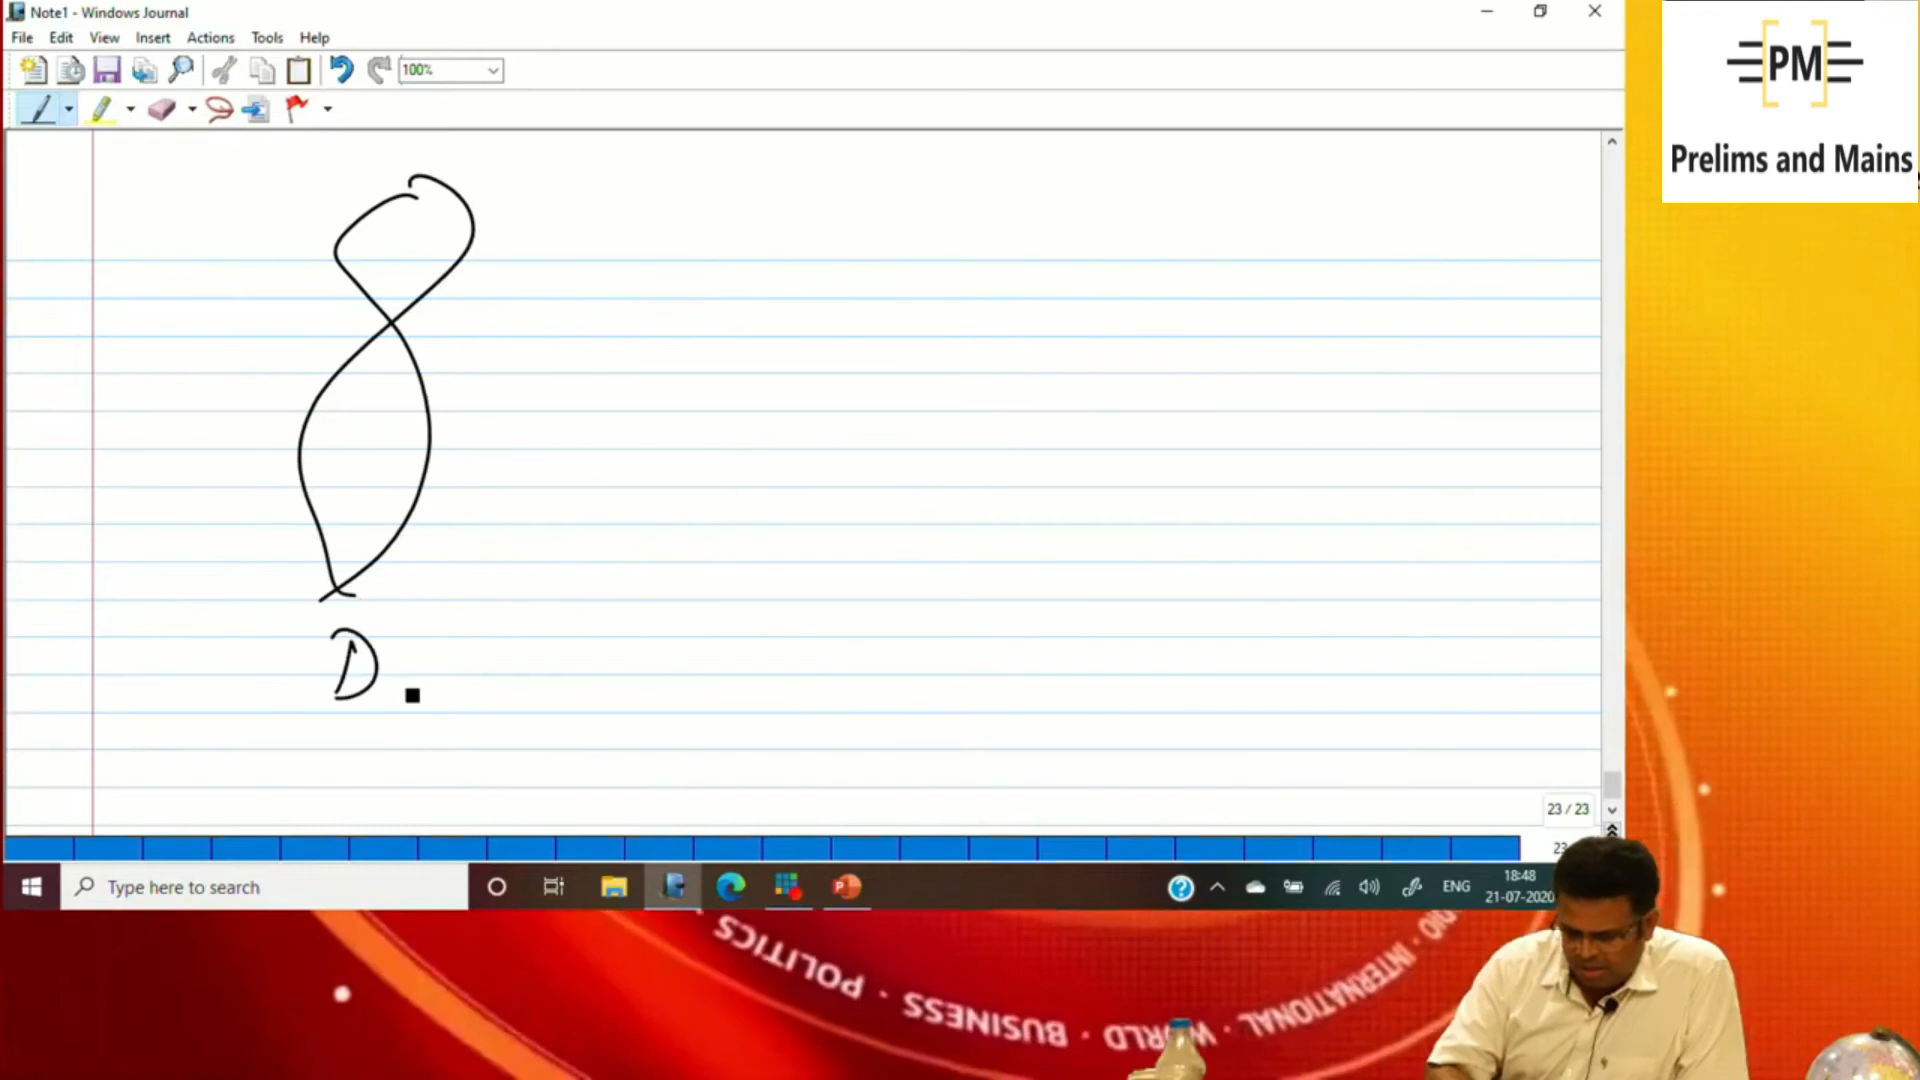 Note1 - Windows Journal
File Edit View Insert Actions Tools Help
100%
PM
Prelims and Mains
D
23 / 23
23
Type here to search
ENG
18:48
21-07-2020
POLITICS · BUSINESS · WORLD · INTERNATIONAL ·